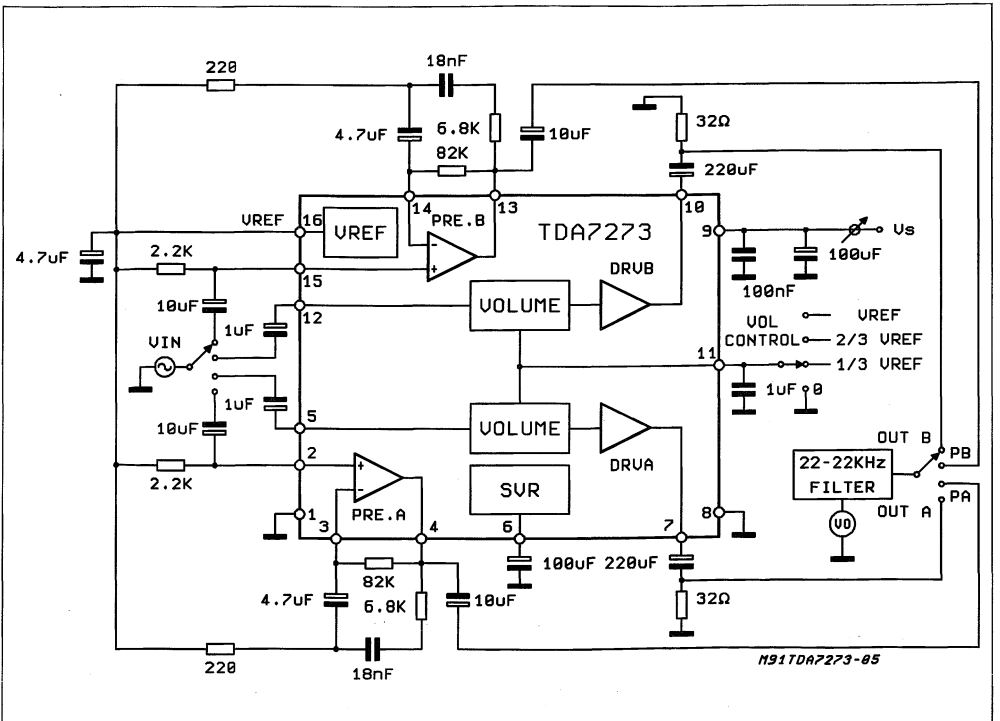 220
18nF
4.7uF
6.8K
82K
10uF
32Ω
220uF
14
13
10
VREF
16
VREF
PRE.B
-
+
TDA7273
9
Vs
100uF
100nF
4.7uF
2.2K
15
10uF
12
1uF
VOLUME
DRVB
VOL CONTROL
VREF
2/3 VREF
1/3 VREF
0
11
1uF
VIN
1uF
10uF
5
VOLUME
DRVA
2
2.2K
+
-
PRE.A
SVR
OUT B
PB
22-22KHz
FILTER
PA
OUT A
VO
1
3
4
6
7
8
82K
100uF
220uF
4.7uF
6.8K
10uF
32Ω
220
18nF
M91TDA7273-05